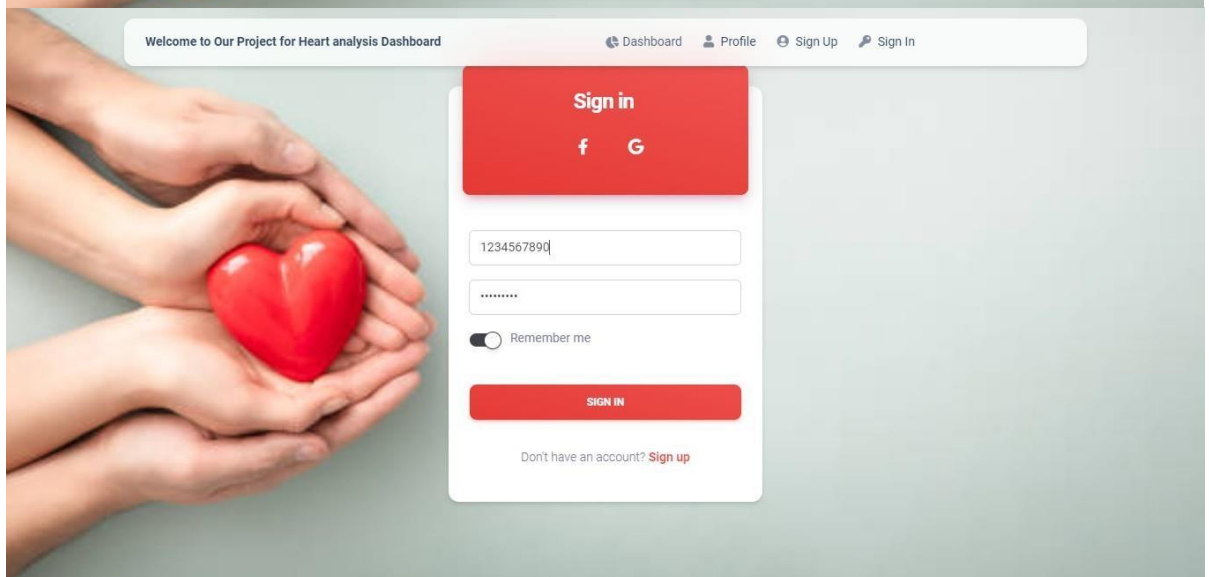 Welcome to Our Project for Heart analysis Dashboard
Dashboard
Profile
Sign Up
Sign In
Sign in
f G
1234567890
•••••••••
Remember me
SIGN IN
Don't have an account? Sign up